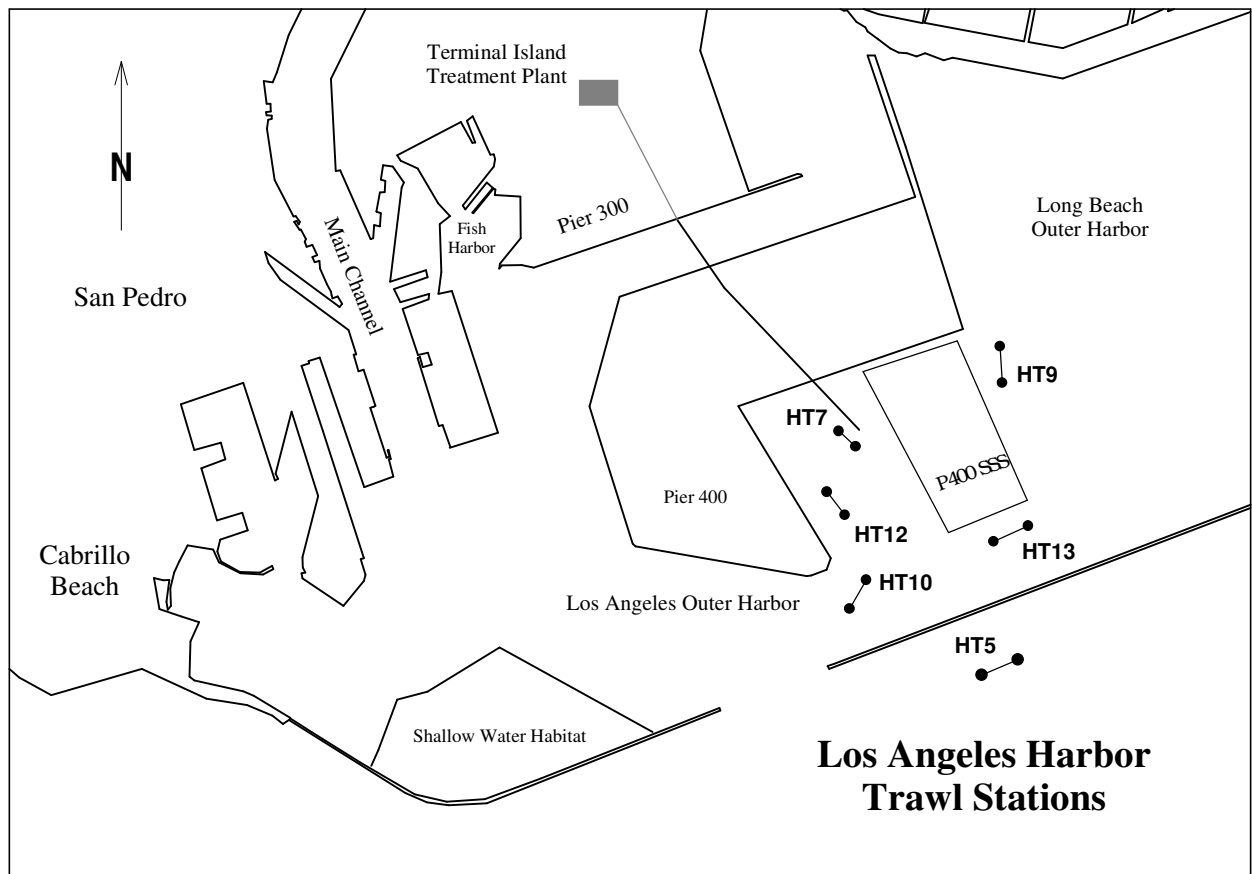 Terminal Island
Treatment Plant
N
Long Beach
Outer Harbor
Pier 300
Fish
Harbor
Main Channel
San Pedro
HT9
HT7
P400 SSS
Pier 400
HT12
HT13
Cabrillo
Beach
HT10
Los Angeles Outer Harbor
HT5
Shallow Water Habitat
Los Angeles Harbor
Trawl Stations